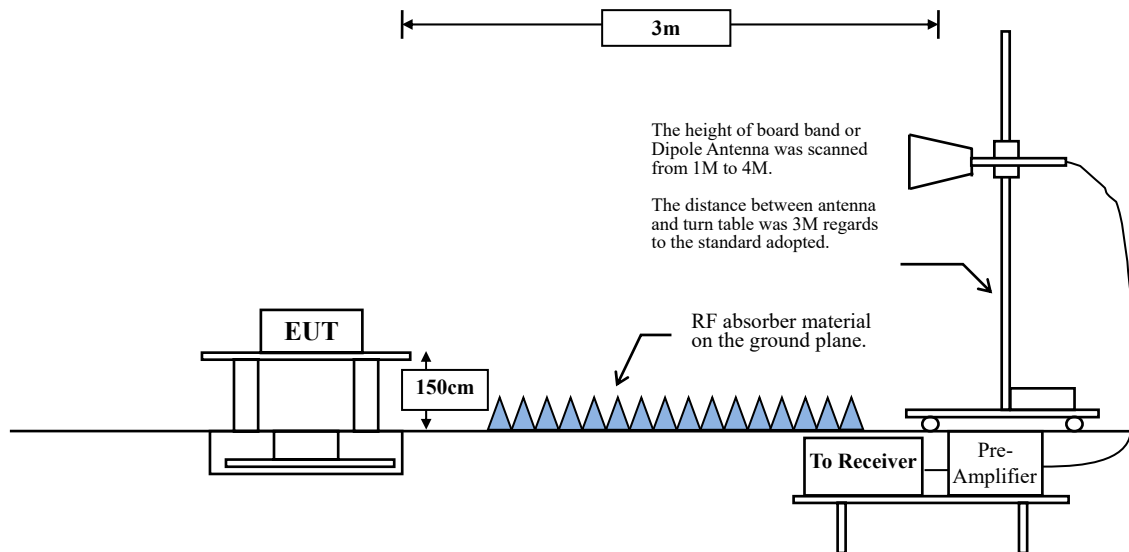 3m
The height of board band or
Dipole Antenna was scanned
from 1M to 4M.
The distance between antenna
and turn table was 3M regards
to the standard adopted.
RF absorber material
on the ground plane.
EUT
150cm
To Receiver
Pre-
Amplifier